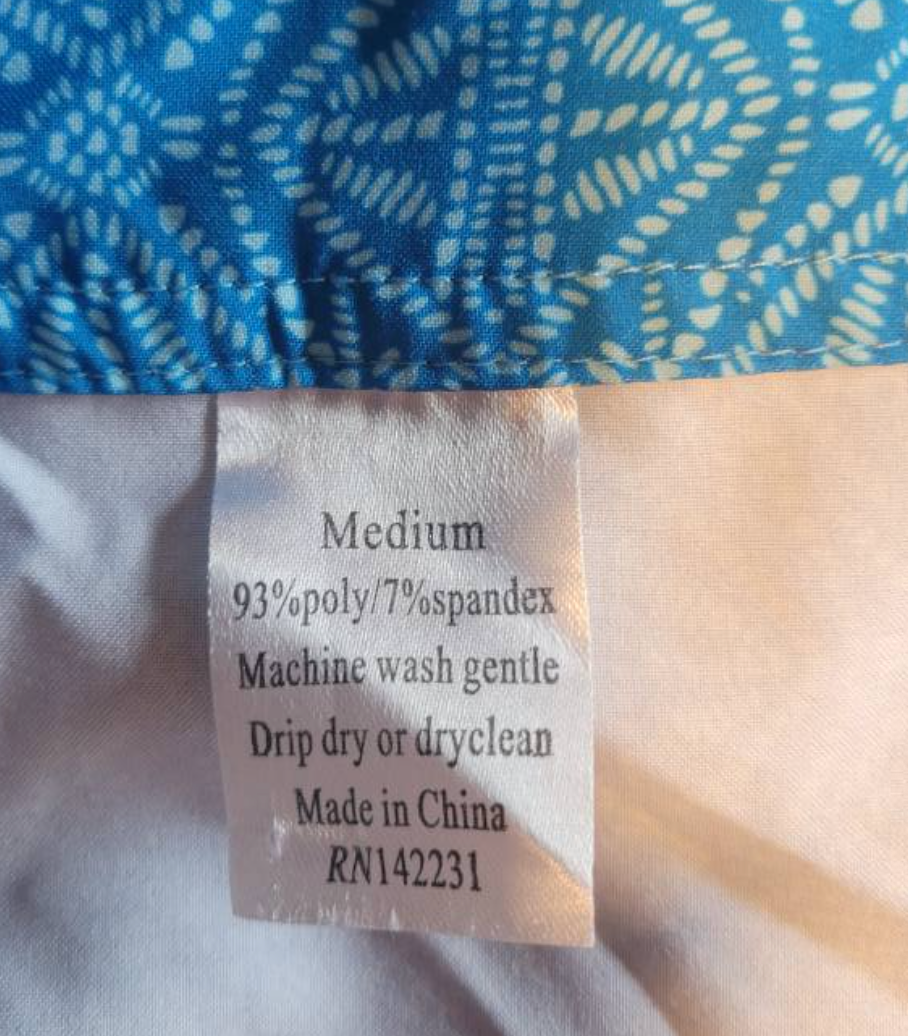 Medium
93%poly/7%spandex
Machine wash gentle
Drip dry or dryclean
Made in China
RN142231